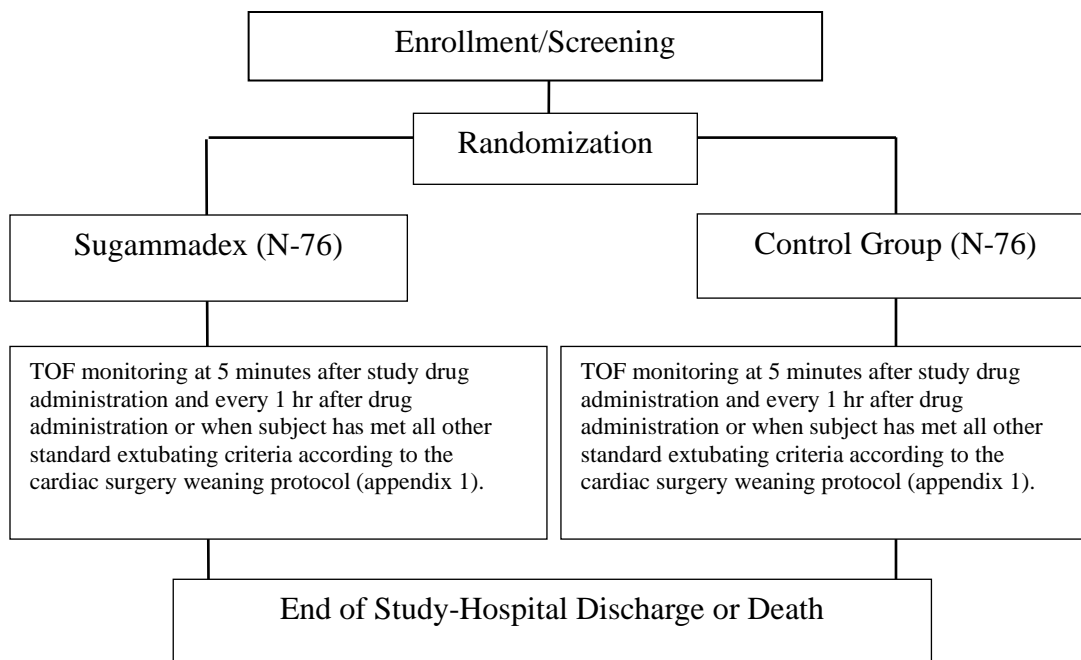 Enrollment/Screening
Randomization
Sugammadex (N-76)
Control Group (N-76)
TOF monitoring at 5 minutes after study drug
administration and every 1 hr after drug
administration or when subject has met all other
standard extubating criteria according to the
cardiac surgery weaning protocol (appendix 1).
TOF monitoring at 5 minutes after study drug
administration and every 1 hr after drug
administration or when subject has met all other
standard extubating criteria according to the
cardiac surgery weaning protocol (appendix 1).
End of Study-Hospital Discharge or Death